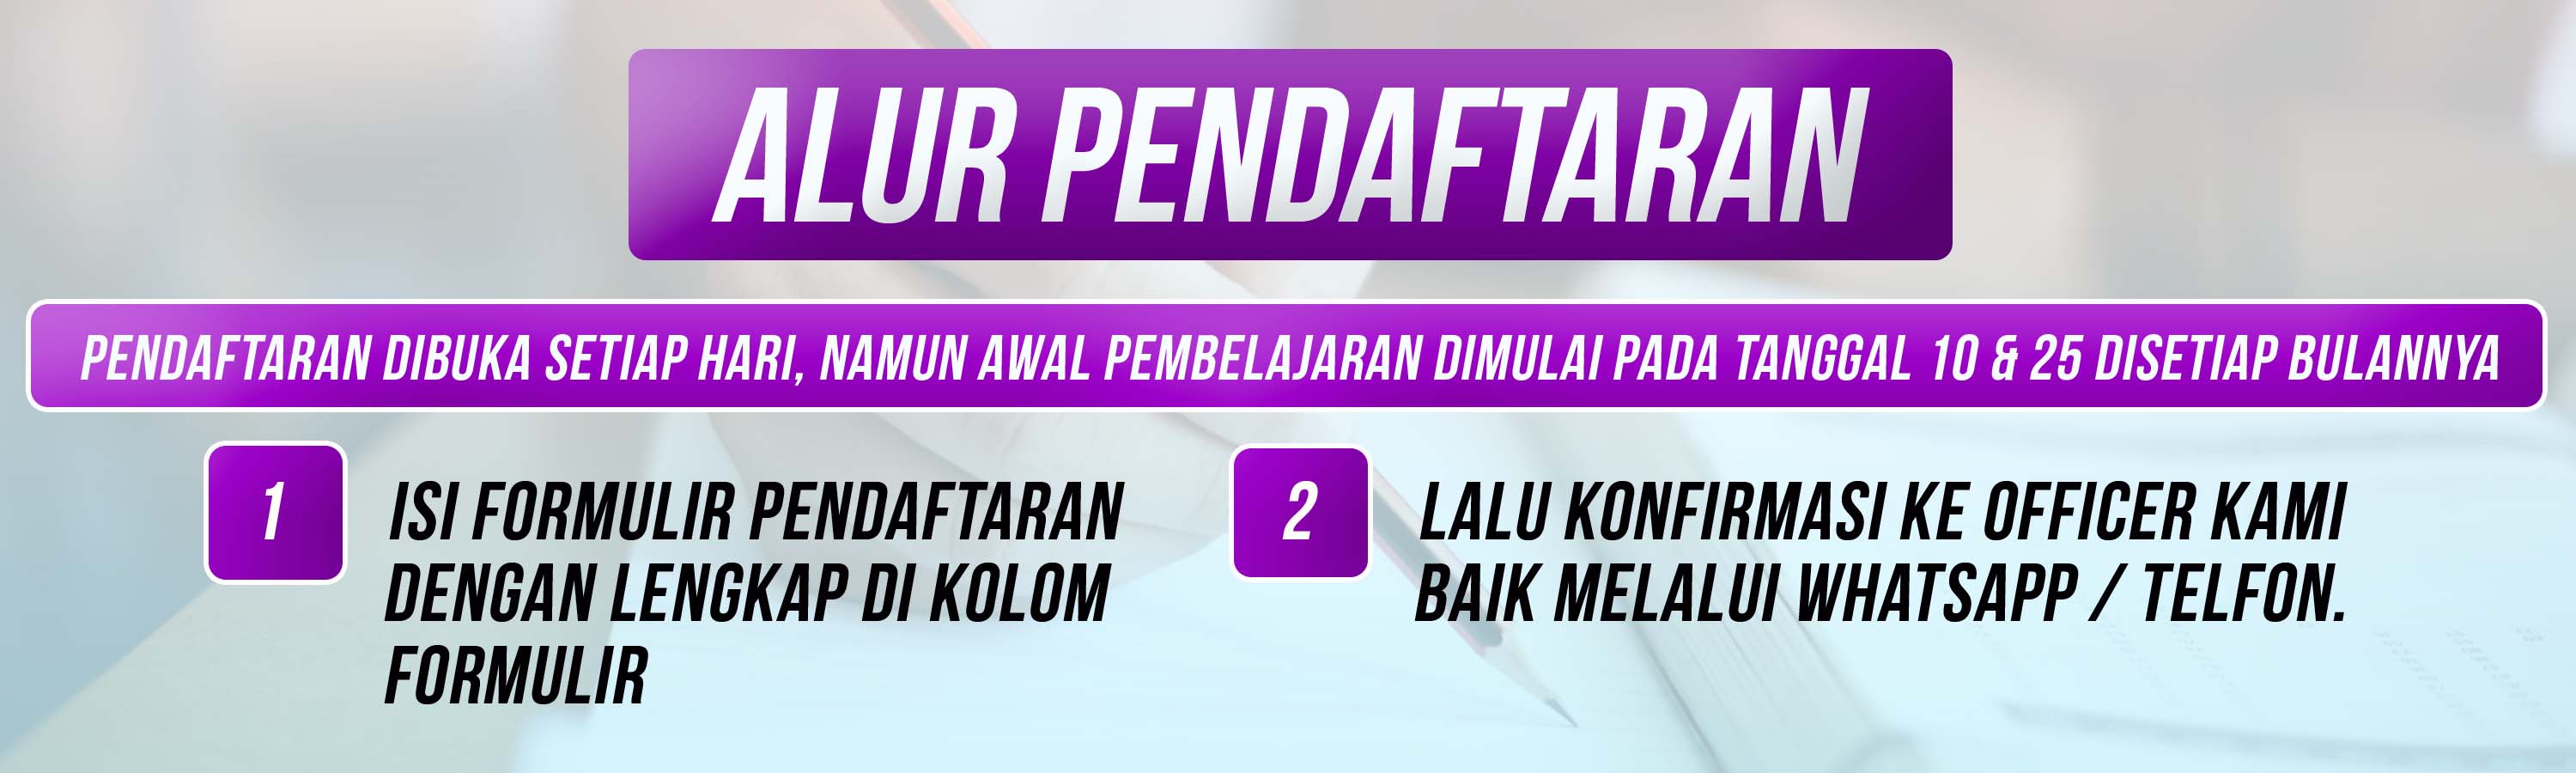 ALUR PENDAFTARAN
PENDAFTARAN DIBUKA SETIAP HARI, NAMUN AWAL PEMBELAJARAN DIMULAI PADA TANGGAL 10 & 25 DISETIAP BULANNYA
1
ISI FORMULIR PENDAFTARAN
DENGAN LENGKAP DI KOLOM
FORMULIR
2
LALU KONFIRMASI KE OFFICER KAMI
BAIK MELALUI WHATSAPP / TELFON.